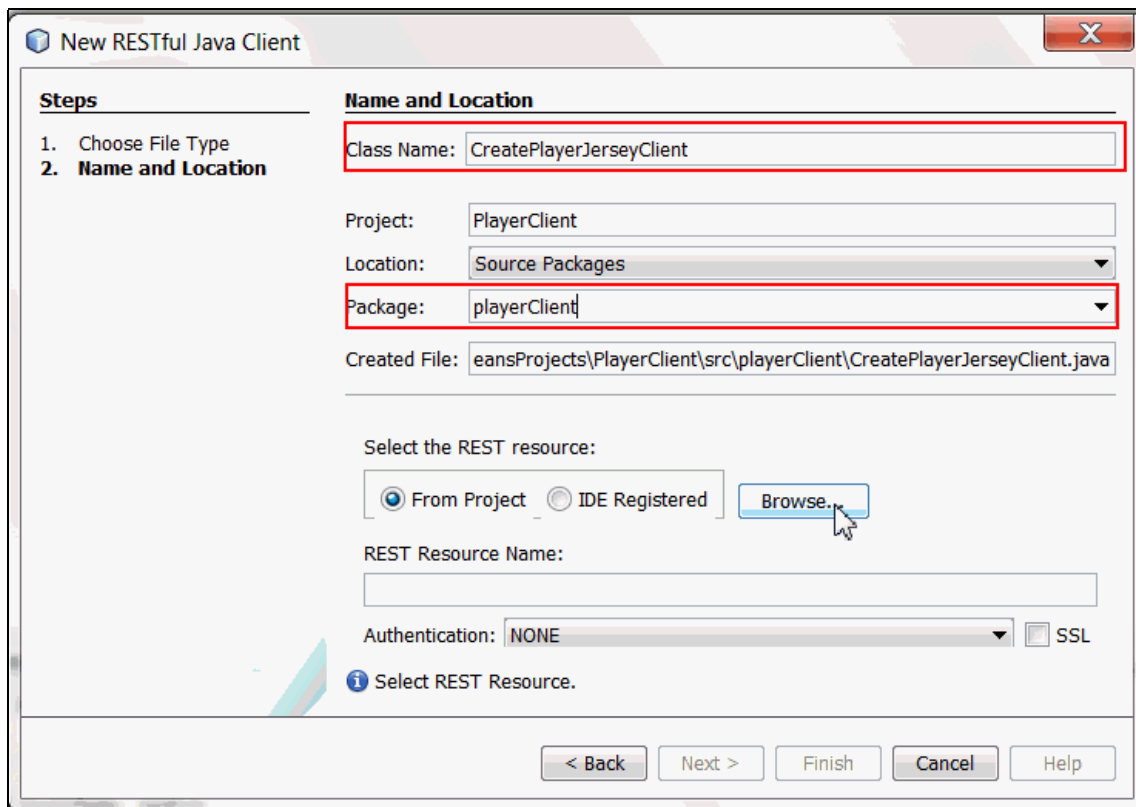 New RESTful Java Client
Steps
1. Choose File Type
2. Name and Location
Name and Location
Class Name: CreatePlayerJerseyClient
Project: PlayerClient
Location: Source Packages
Package: playerClient
Created File: eansProjects\PlayerClient\src\playerClient\CreatePlayerJerseyClient.java
Select the REST resource:
From Project IDE Registered Browse...
REST Resource Name:
Authentication: NONE SSL
Select REST Resource.
< Back Next > Finish Cancel Help